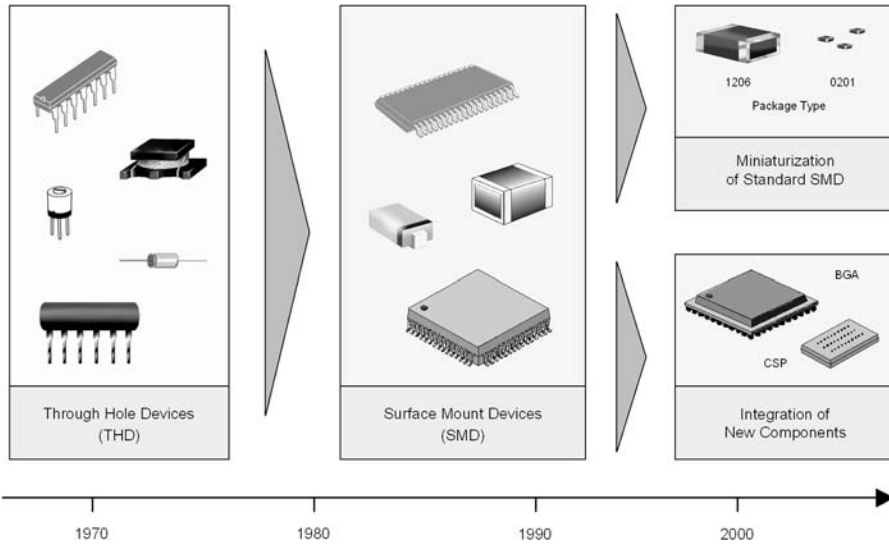 1206
0201
Package Type
Miniaturization
of Standard SMD
BGA
CSP
Through Hole Devices
(THD)
Surface Mount Devices
(SMD)
Integration of
New Components
1970
1980
1990
2000